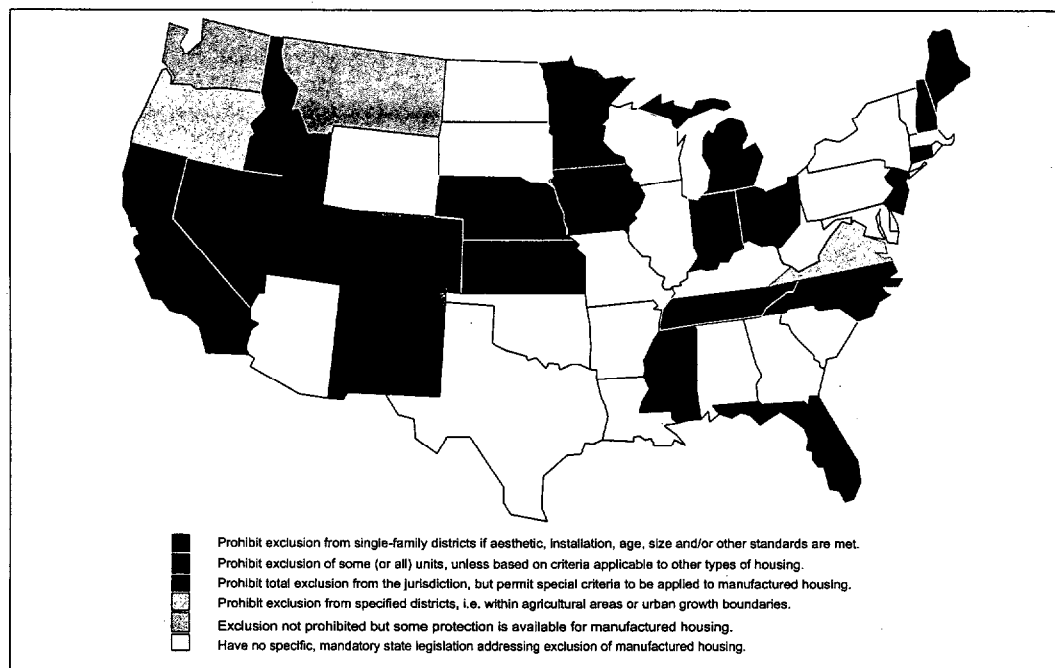 Prohibit exclusion from single-family districts if aesthetic, installation, age, size and/or other standards are met.
Prohibit exclusion of some (or all) units, unless based on criteria applicable to other types of housing.
Prohibit total exclusion from the jurisdiction, but permit special criteria to be applied to manufactured housing.
Prohibit exclusion from specified districts, i.e. within agricultural areas or urban growth boundaries.
Exclusion not prohibited but some protection is available for manufactured housing.
Have no specific, mandatory state legislation addressing exclusion of manufactured housing.